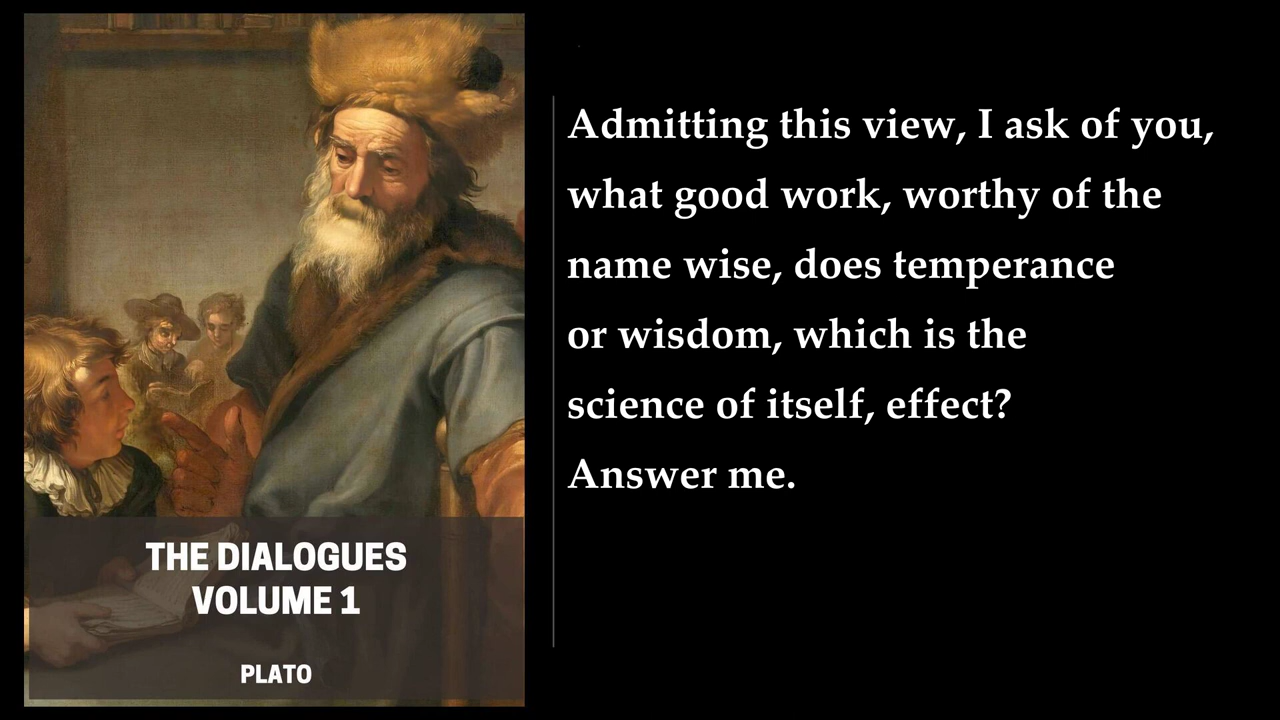 THE DIALOGUES
VOLUME 1
PLATO
Admitting this view, I ask of you,
what good work, worthy of the
name wise, does temperance
or wisdom, which is the
science of itself, effect?
Answer me.